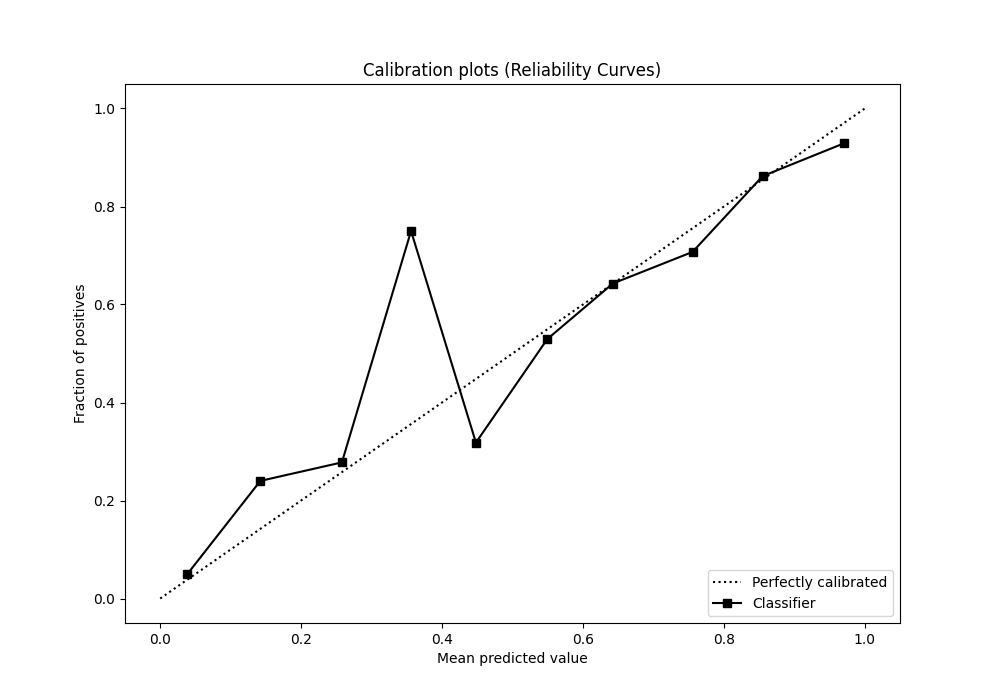 Calibration plots (Reliability Curves)
1.0
0.8
0.6
0.4
0.2
0.0
Fraction of positives
0.0 0.2 0.4 0.6 0.8 1.0
Mean predicted value
Perfectly calibrated
Classifier